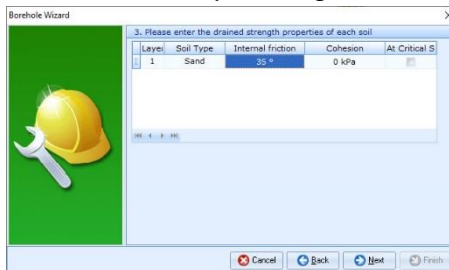 Borehole Wizard
3. Please enter the drained strength properties of each soil
Layer Soil Type Internal friction Cohesion At Critical S
1 Sand 35 ° 0 kPa
Cancel Back Next Finish